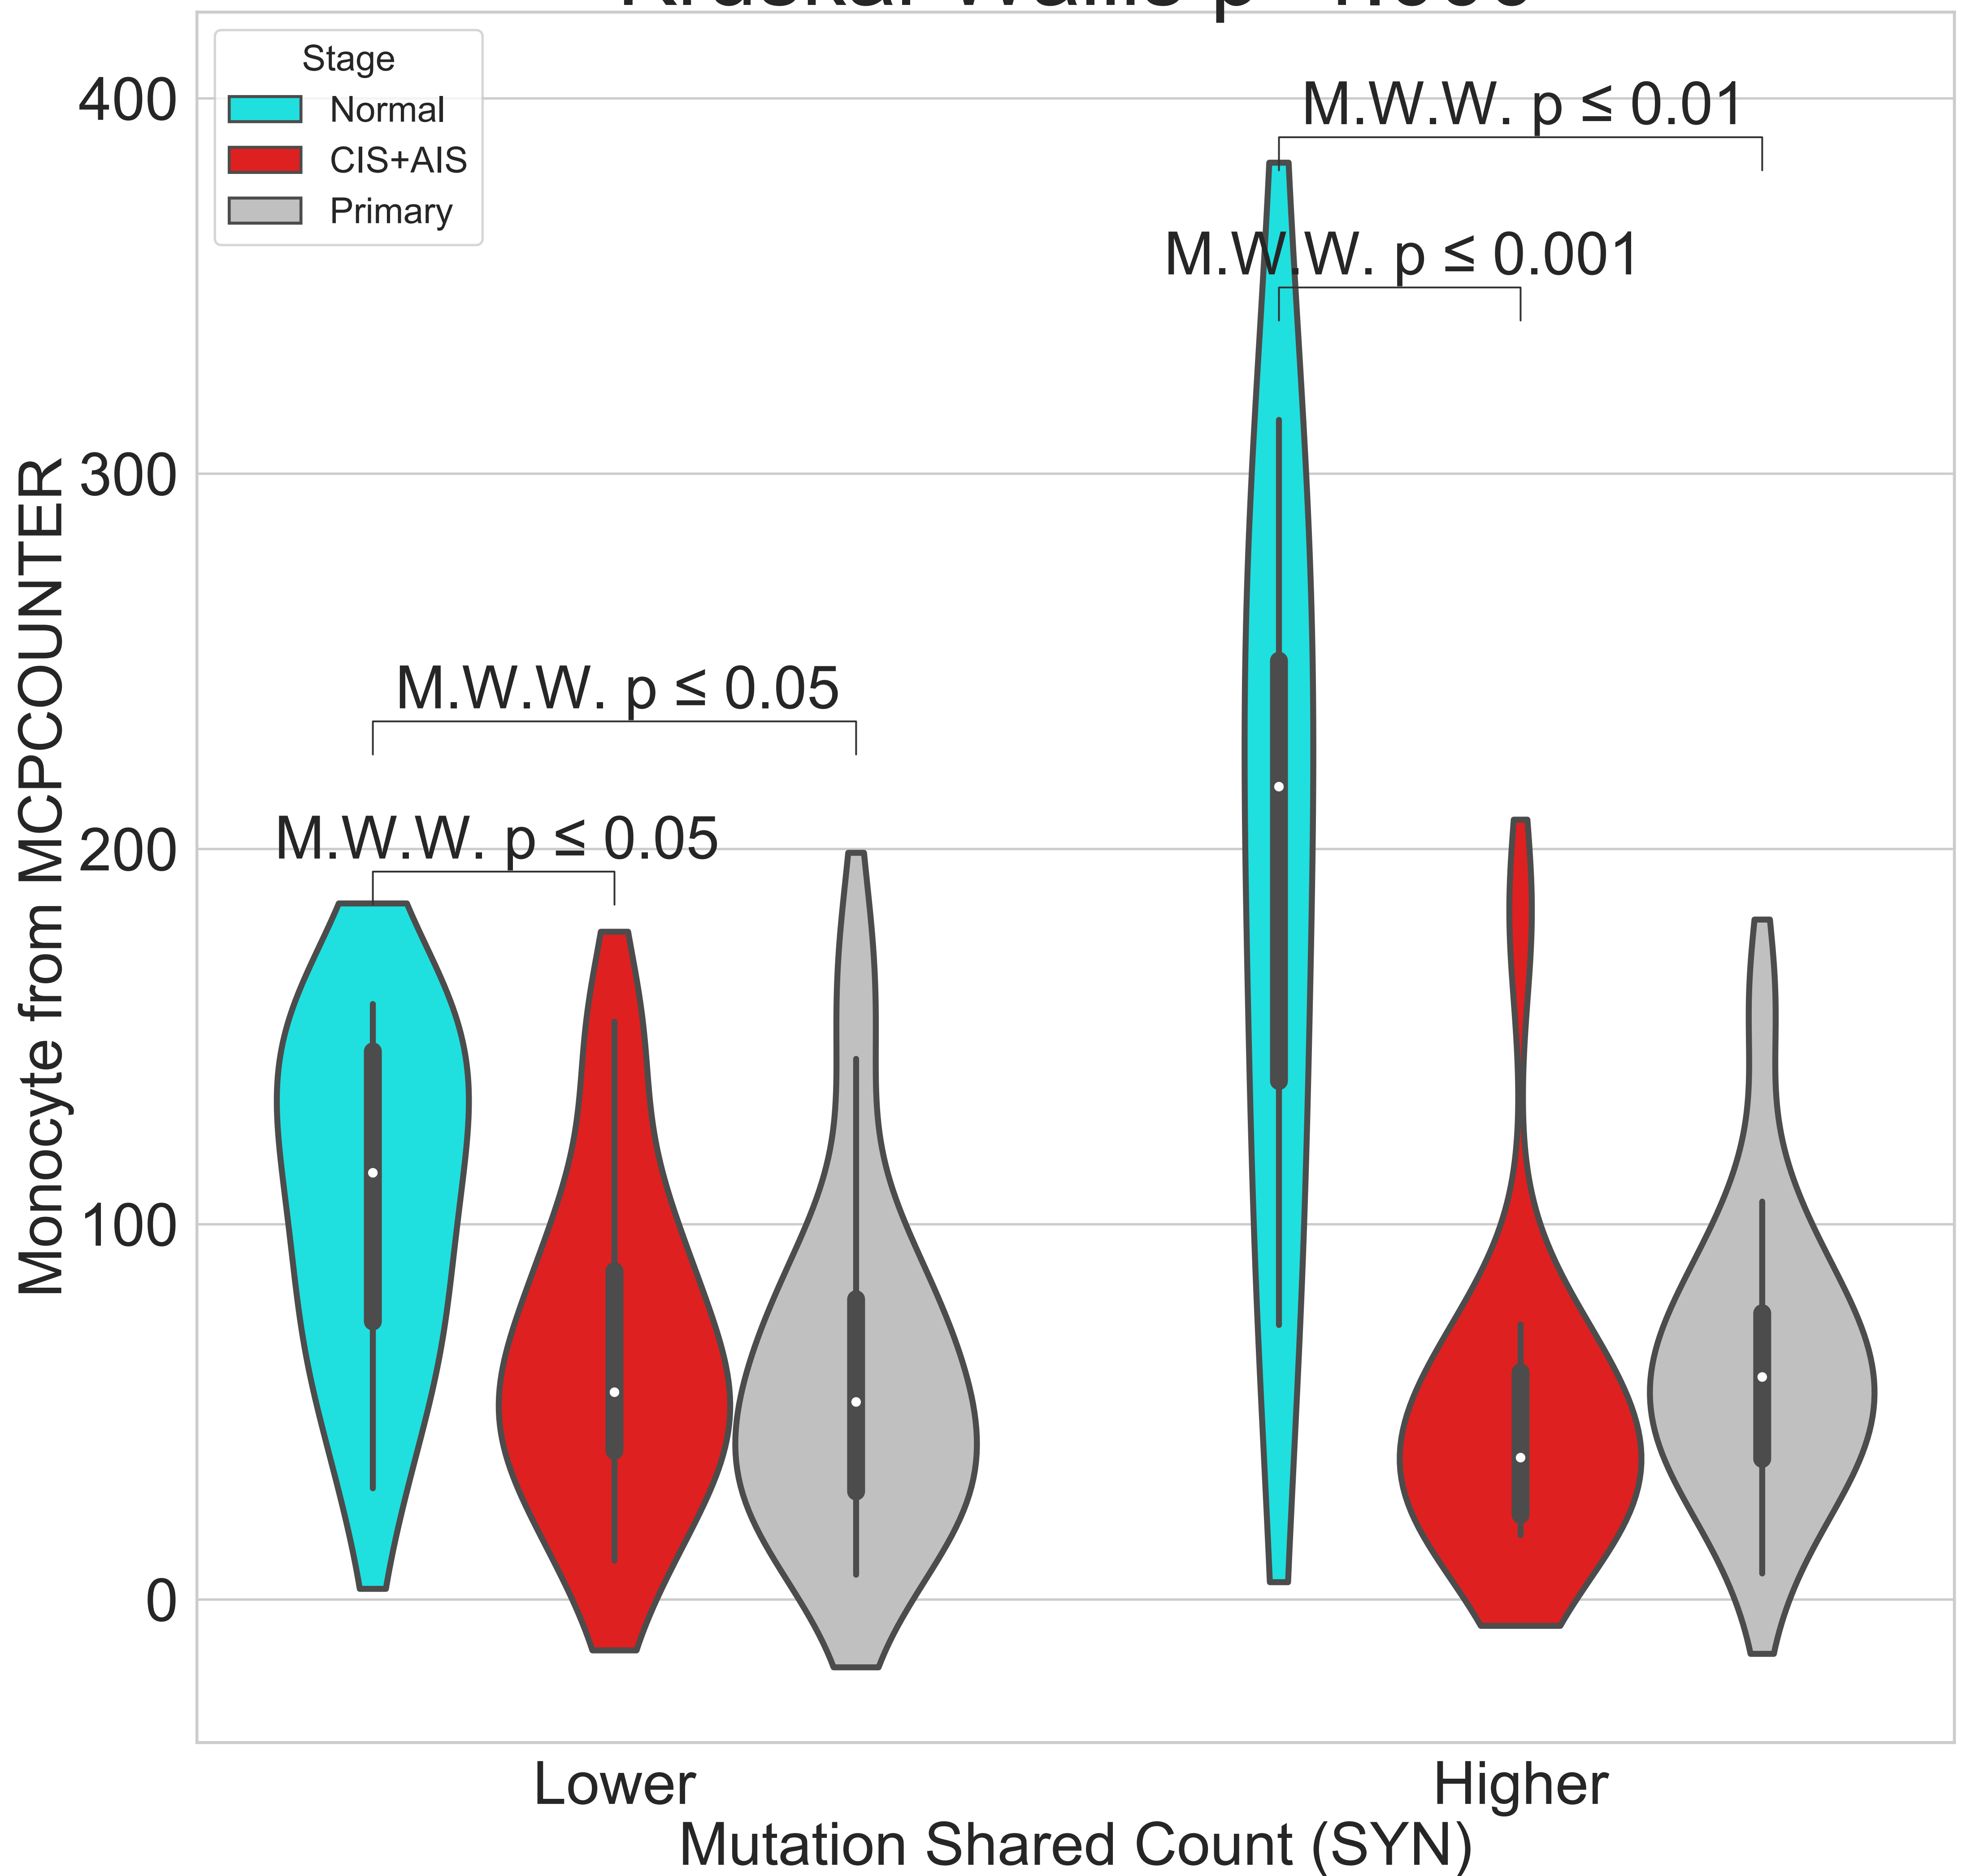 Stage
Normal
CIS+AIS
Primary
M.W.W. p ≤ 0.01
M.W.W. p ≤ 0.001
M.W.W. p ≤ 0.05
M.W.W. p ≤ 0.05
400
300
200
100
0
Monocyte from MCPCOUNTER
Lower
Higher
Mutation Shared Count (SYN)